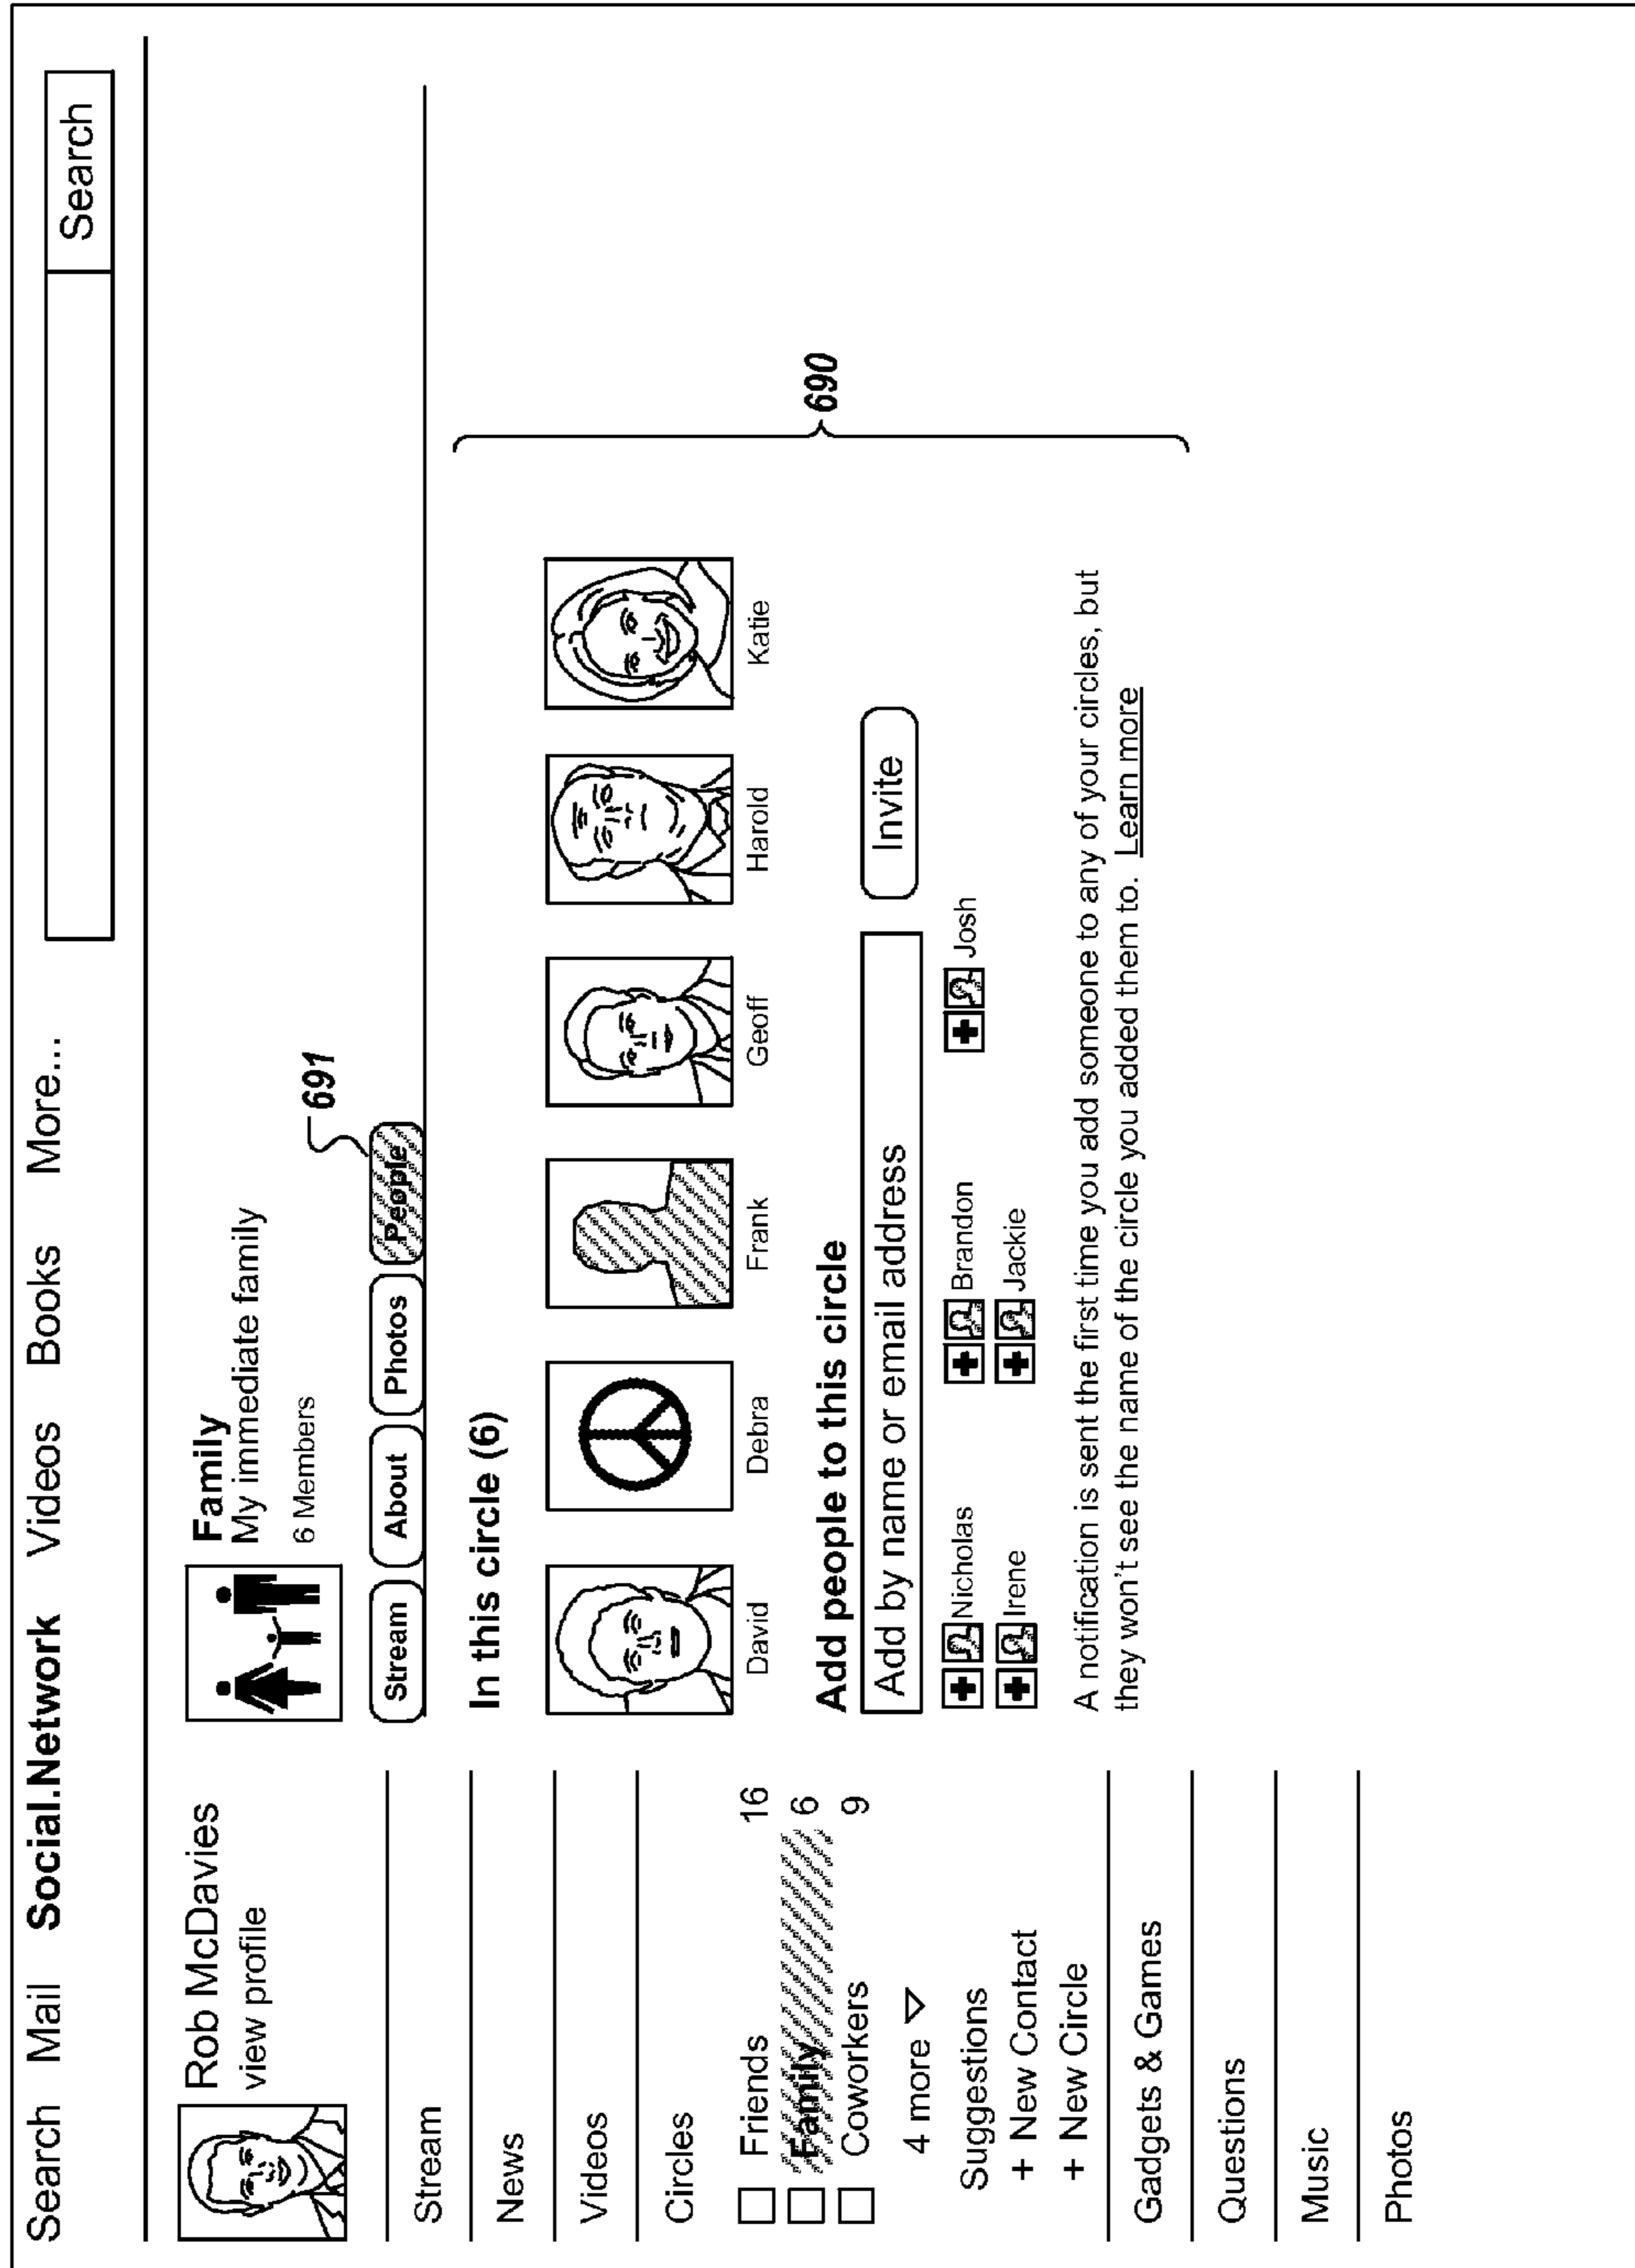 Search Mail Social.Network Videos Books More... Search
Rob McDavies
view profile
Stream
News
Videos
Circles
Friends 16
Family 6
Coworkers 9
4 more
Suggestions
+ New Contact
+ New Circle
Gadgets & Games
Questions
Music
Photos
Family
My immediate family
6 Members
Stream About Photos People
691
In this circle (6)
David Debra Frank Geoff Harold Katie
690
Add people to this circle
Add by name or email address Invite
Nicholas Brandon Josh
Irene Jackie
A notification is sent the first time you add someone to any of your circles, but
they won't see the name of the circle you added them to. Learn more